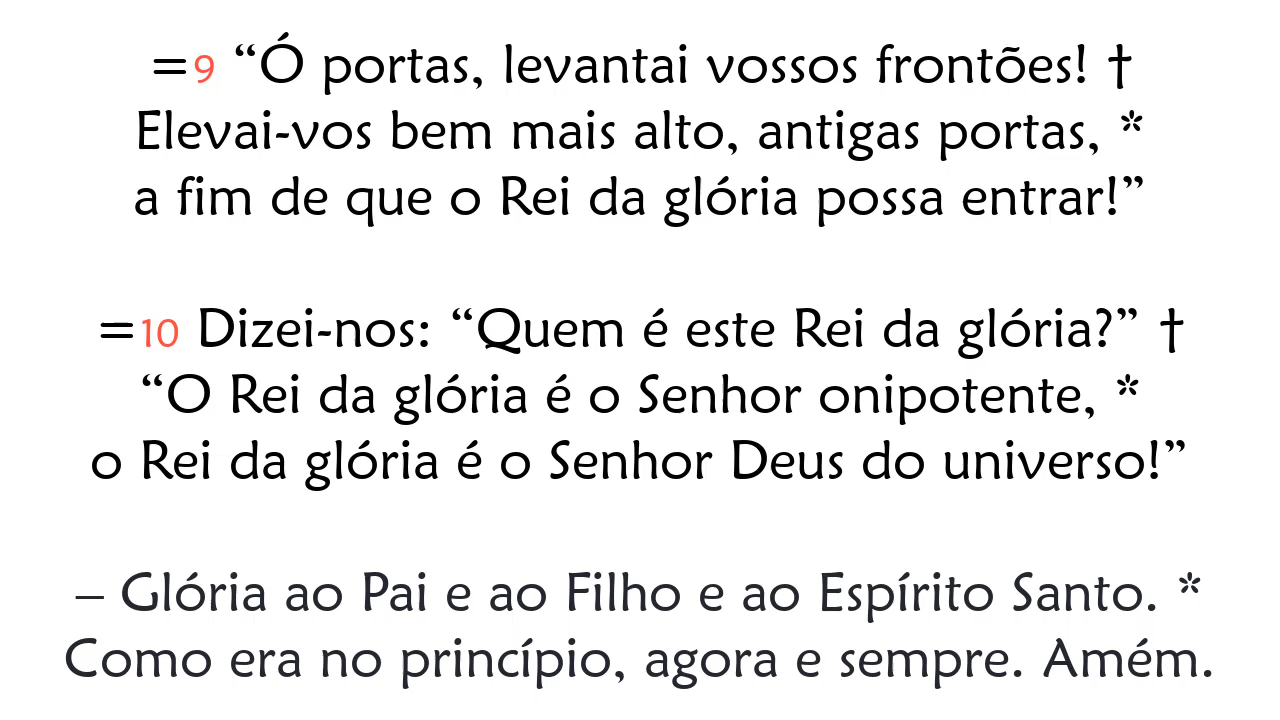 =9 “Ó portas, levantai vossos frontões! †
Elevai-vos bem mais alto, antigas portas, *
a fim de que o Rei da glória possa entrar!”
=10 Dizei-nos: “Quem é este Rei da glória?” †
“O Rei da glória é o Senhor onipotente, *
o Rei da glória é o Senhor Deus do universo!”
– Glória ao Pai e ao Filho e ao Espírito Santo. *
Como era no princípio, agora e sempre. Amém.